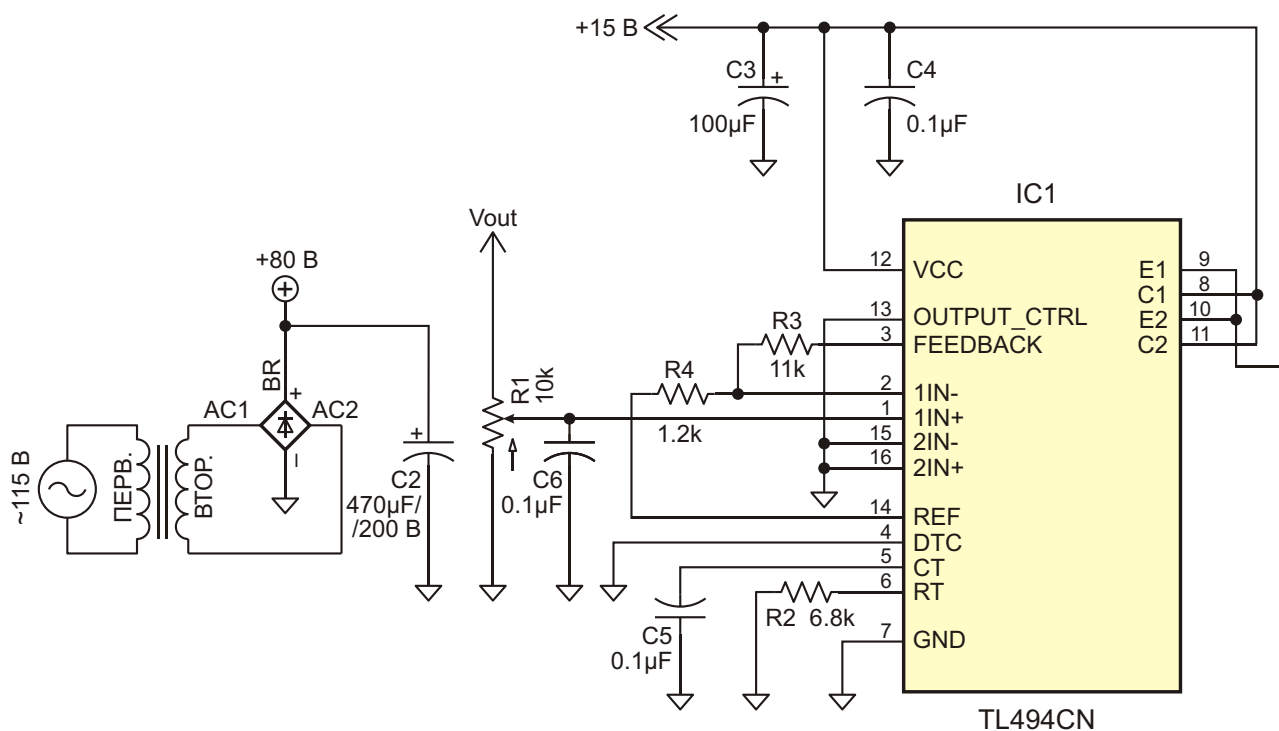 +15 В
C3
+
100µF
C4
0.1µF
IC1
Vout
+80 В
+
BR
+
AC1
AC2
–
~115 В
ПЕРВ.
ВТОР.
+
C2
470µF/
/200 В
R1
10k
C6
0.1µF
R3
11k
R4
1.2k
12
VCC
13
OUTPUT_CTRL
3
FEEDBACK
2
1IN-
1
1IN+
15
2IN-
16
2IN+
14
REF
4
DTC
5
CT
6
RT
7
GND
E1
9
C1
8
E2
10
C2
11
C5
0.1µF
R2 6.8k
TL494CN